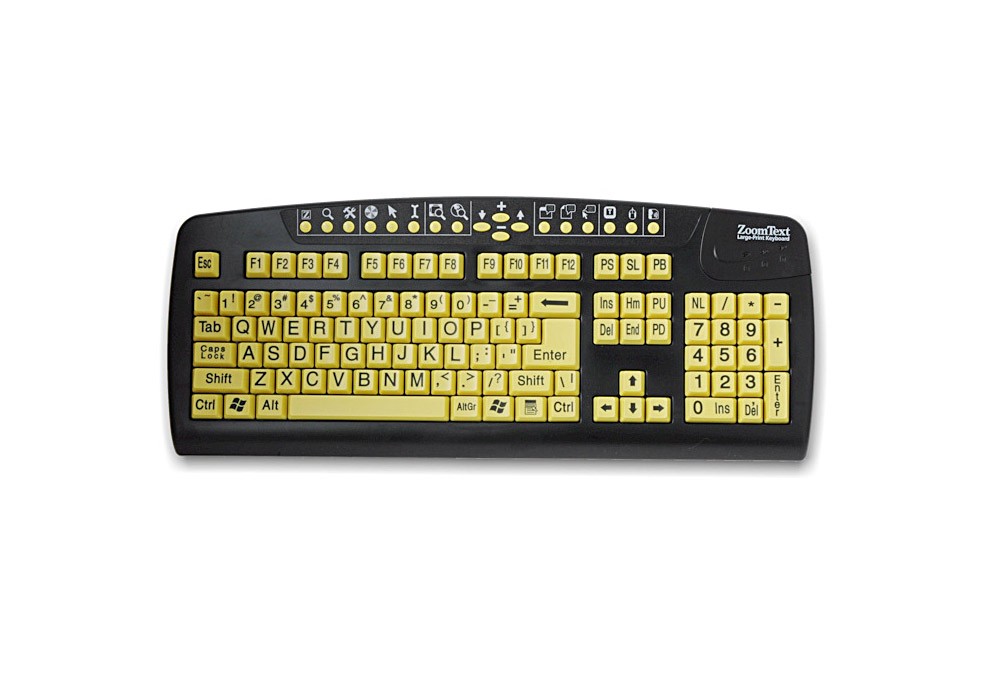 ZoomText
Large-Print Keyboard
Esc F1 F2 F3 F4 F5 F6 F7 F8 F9 F10 F11 F12 PS SL PB
` ~ 1 ! 2 @ 3 # 4 $ 5 % 6 ^ 7 & 8 * 9 ( 0 ) - _ = + Ins Hm PU NL / * -
Tab Q W E R T Y U I O P [ { ] } Del End PD 7 8 9 +
Caps Lock A S D F G H J K L ; : ' " Enter 4 5 6
Shift Z X C V B N M , < . > / ? Shift \ | 1 2 3 Enter
Ctrl Alt AltGr Ctrl 0 Ins . Del